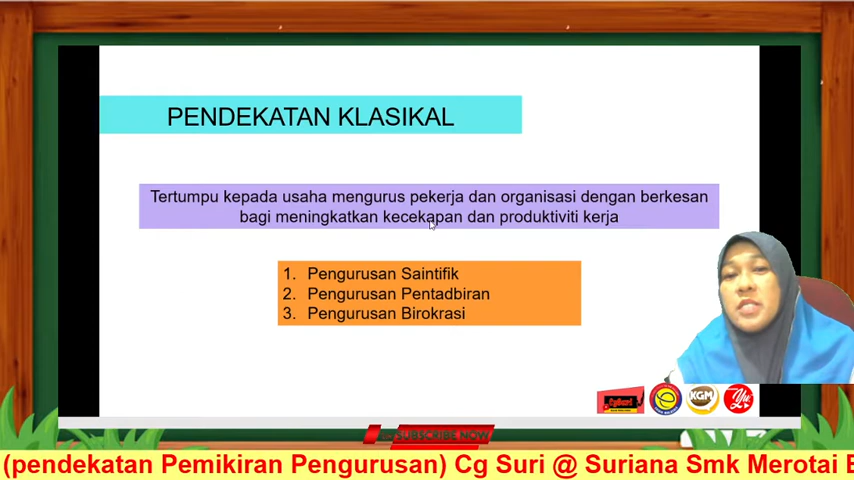 PENDEKATAN KLASIKAL
Tertumpu kepada usaha mengurus pekerja dan organisasi dengan berkesan
bagi meningkatkan kecekapan dan produktiviti kerja
1. Pengurusan Saintifik
2. Pengurusan Pentadbiran
3. Pengurusan Birokrasi
KGM
SUBSCRIBE NOW
(pendekatan Pemikiran Pengurusan) Cg Suri @ Suriana Smk Merotai